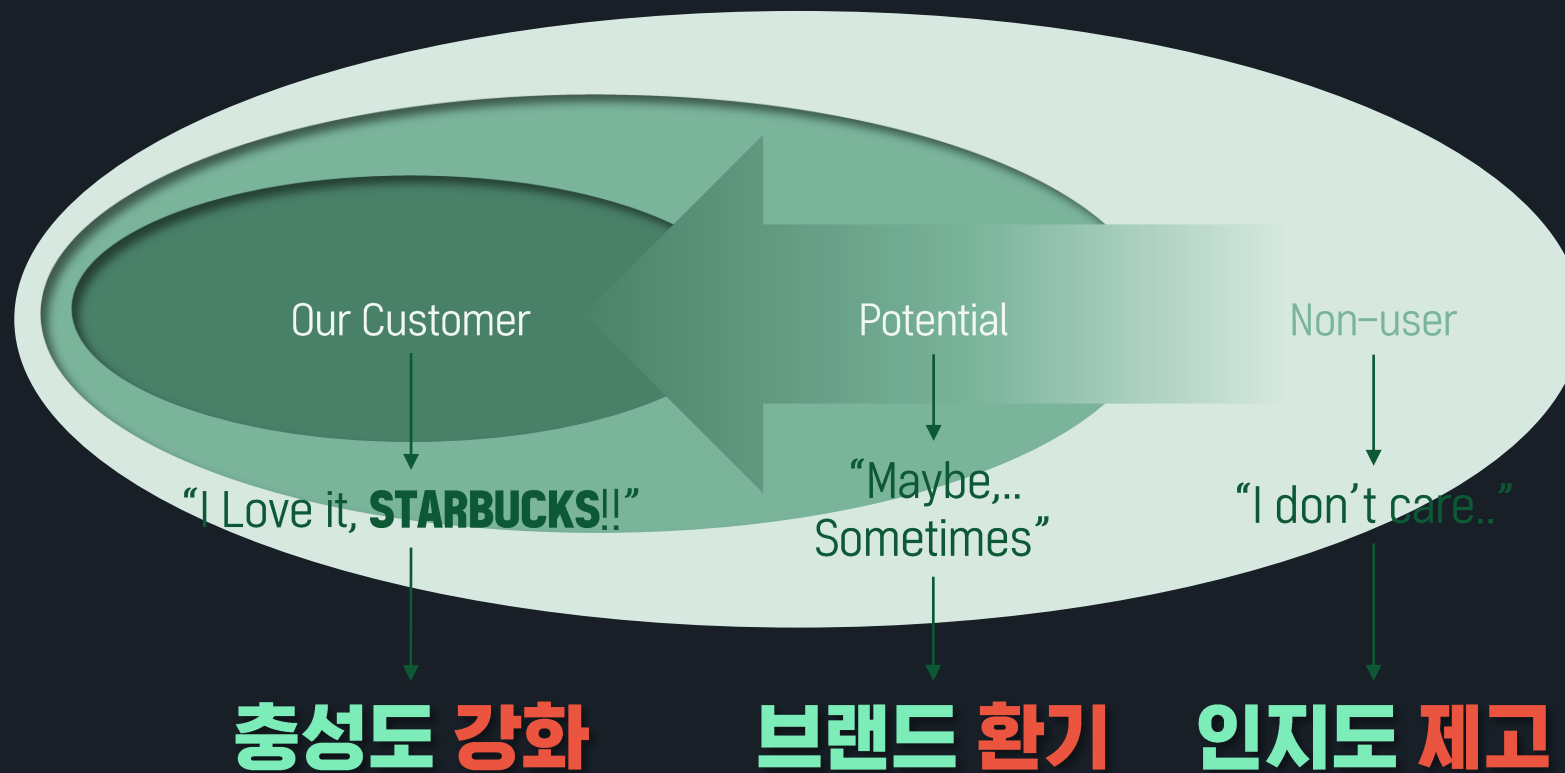 Our Customer
Potential
Non-user
“I Love it, STARBUCKS!!”
“Maybe,..
Sometimes”
“I don’t care..”
충성도 강화
브랜드 환기
인지도 제고